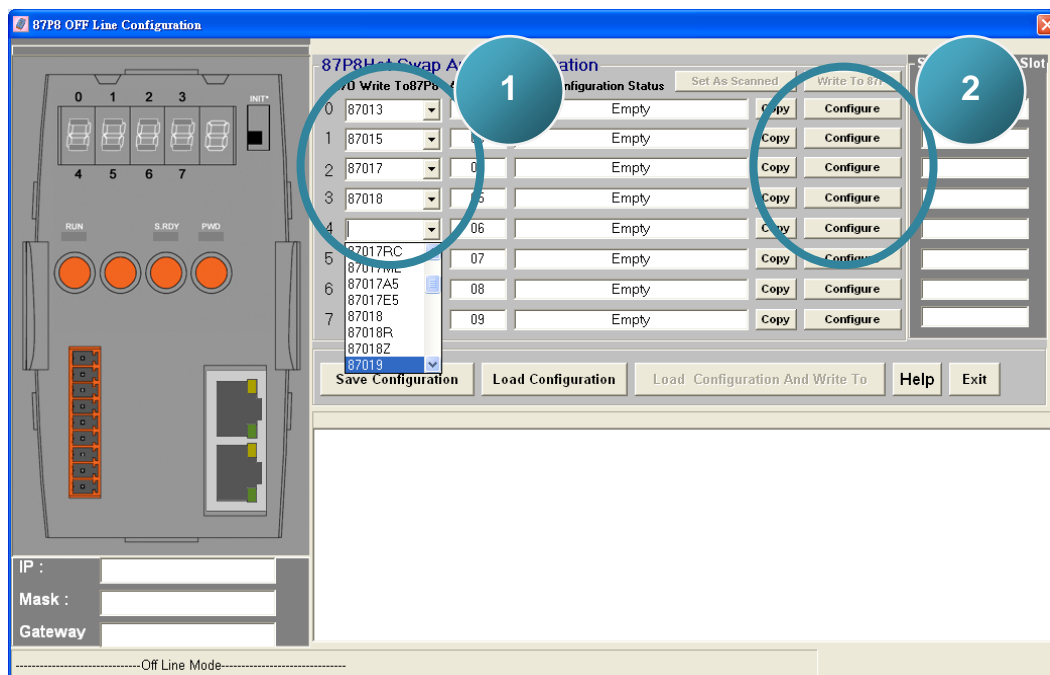 87P8 OFF Line Configuration
0 1 2 3 INIT*
4 5 6 7
RUN S.RDY PWD
IP :
Mask :
Gateway
87P8Hot Swap
Write To87P8
Status
Set As Scanned
Write To
Slot
1
2
0 87013 Empty Copy Configure
1 87015 Empty Copy Configure
2 87017 Empty Copy Configure
3 87018 Empty Copy Configure
4 06 Empty Copy Configure
5 07 Empty Copy Configure
6 08 Empty Copy Configure
7 09 Empty Copy Configure
87017RC
87017A5
87017E5
87018
87018R
87018Z
87019
Save Configuration
Load Configuration
Load Configuration And Write To
Help
Exit
-------------------------------Off Line Mode-------------------------------